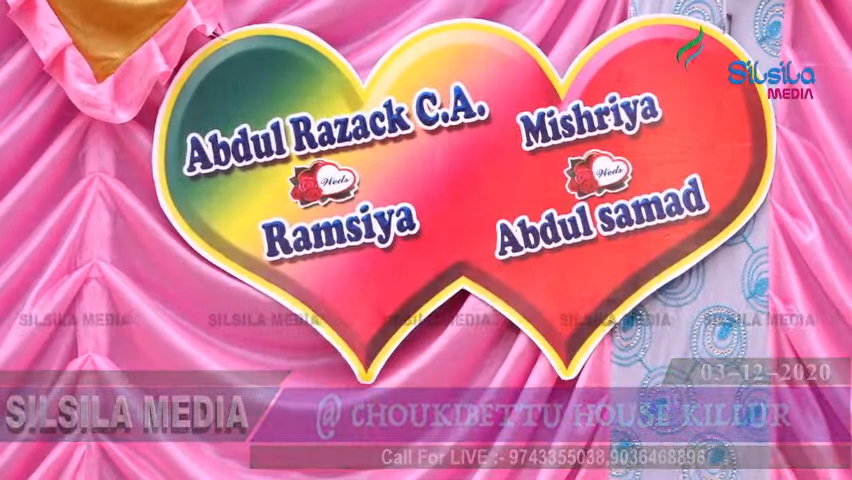 Silsila
MEDIA
Abdul Razack C.A.
Weds
Ramsiya
Mishriya
Weds
Abdul samad
SILSILA MEDIA SILSILA MEDIA SILSILA MEDIA SILSILA MEDIA SILSILA MEDIA
03-12-2020
SILSILA MEDIA
@ CHOUKIBETTU HOUSE KILLUR
Call For LIVE :- 9743355038,9036468896